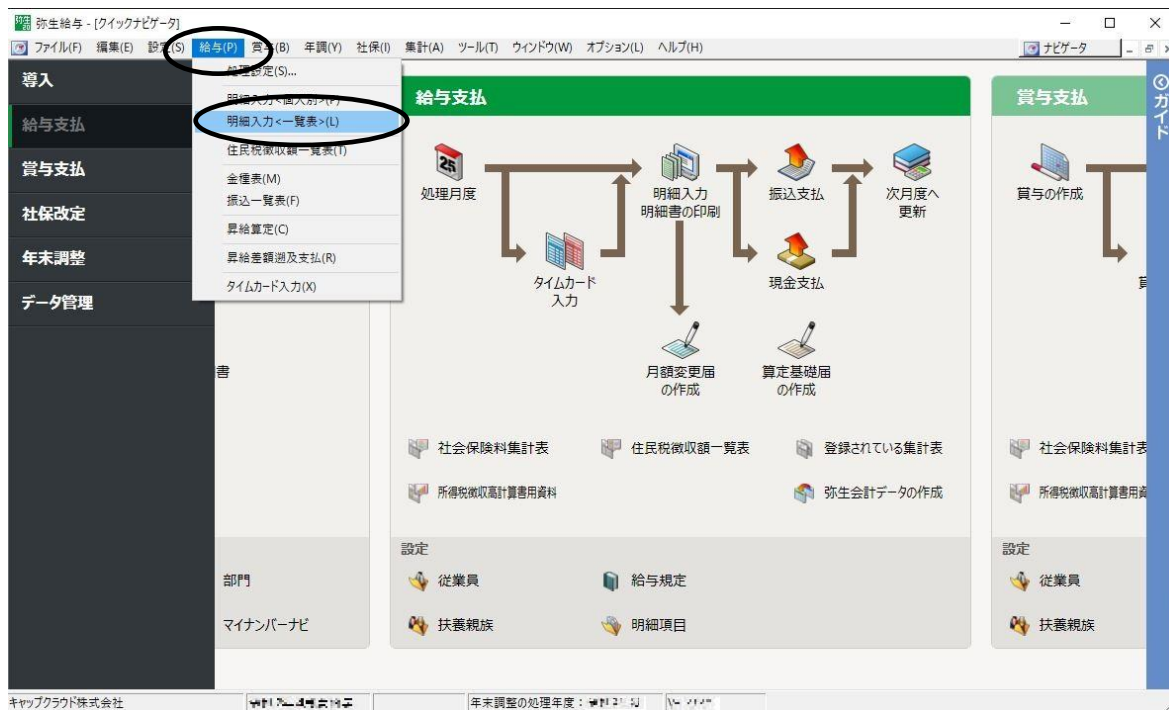 弥生給与 - [クイックナビゲータ]
ファイル(F) 編集(E) 設定(S) 給与(P) 賞与(B) 年調(Y) 社保(I) 集計(A) ツール(T) ウィンドウ(W) オプション(L) ヘルプ(H) ナビゲータ
導入
給与支払
賞与支払
社保改定
年末調整
データ管理
処理設定(S)...
明細入力<個人別>(P)
明細入力<一覧表>(L)
住民税徴収額一覧表(T)
金種表(M)
振込一覧表(F)
昇給算定(C)
昇給差額遡及支払(R)
タイムカード入力(X)
書
部門
マイナンバーナビ
給与支払
25
処理月度
タイムカード
入力
明細入力
明細書の印刷
振込支払
現金支払
次月度へ
更新
月額変更届
の作成
算定基礎届
の作成
社会保険料集計表
住民税徴収額一覧表
登録されている集計表
所得税徴収高計算書用資料
弥生会計データの作成
設定
従業員
給与規定
扶養親族
明細項目
賞与支払
賞与の作成
社会保険料集計表
所得税徴収高計算書用資
設定
従業員
扶養親族
ガイド
キャップクラウド株式会社
年末調整の処理年度: